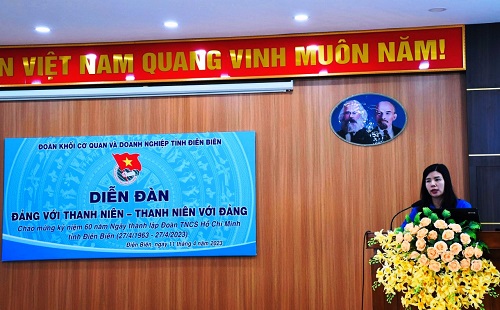 N VIỆT NAM QUANG VINH MUÔN NĂM!
ĐOÀN KHỐI CƠ QUAN VÀ DOANH NGHIỆP TỈNH ĐIỆN BIÊN
DIỄN ĐÀN
ĐẢNG VỚI THANH NIÊN – THANH NIÊN VỚI ĐẢNG
Chào mừng kỷ niệm 60 năm Ngày thành lập Đoàn TNCS Hồ Chí Minh
tỉnh Điện Biên (27/4/1963 - 27/4/2023)
Điện Biên, ngày 11 tháng 4 năm 2023